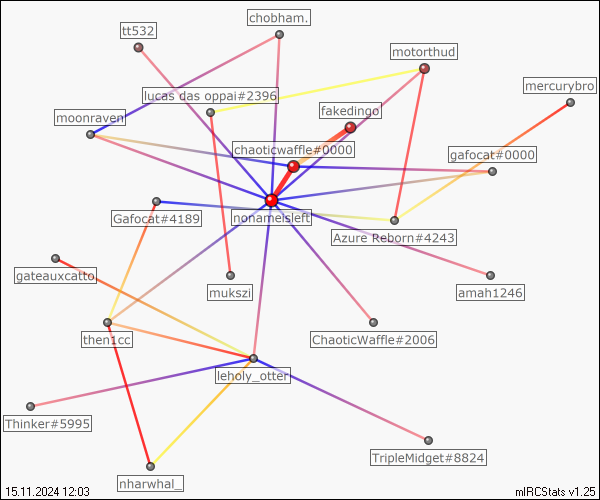 chobham.
tt532
motorthud
mercurybro
lucas das oppai#2396
fakedingo
moonraven
chaoticwaffle#0000
gafocat#0000
Gafocat#4189
nonameisleft
Azure Reborn#4243
gateauxcatto
mukszi
amah1246
then1cc
ChaoticWaffle#2006
leholy_otter
Thinker#5995
TripleMidget#8824
nharwhal_
15.11.2024 12:03
mIRCStats v1.25